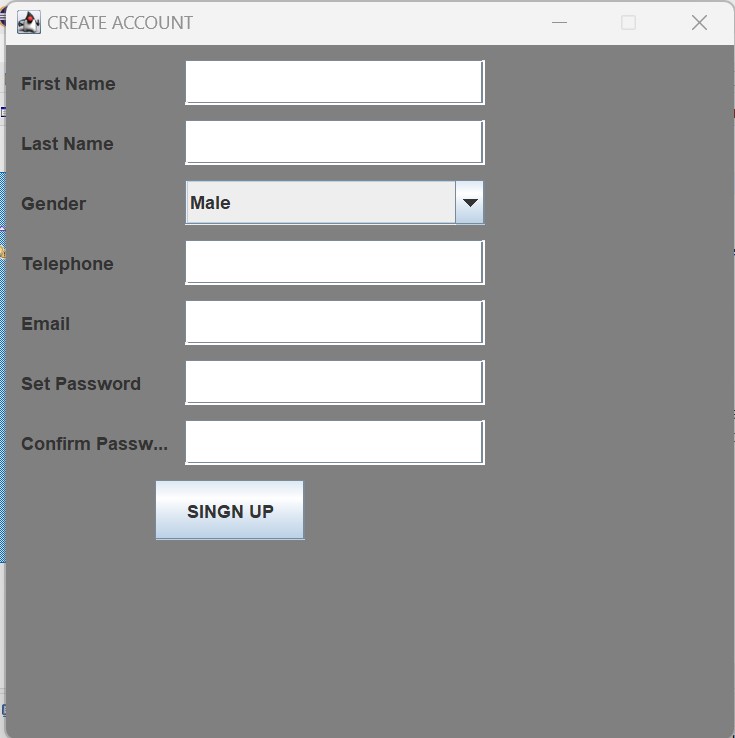 CREATE ACCOUNT
First Name
Last Name
Gender Male
Telephone
Email
Set Password
Confirm Passw...
SINGN UP